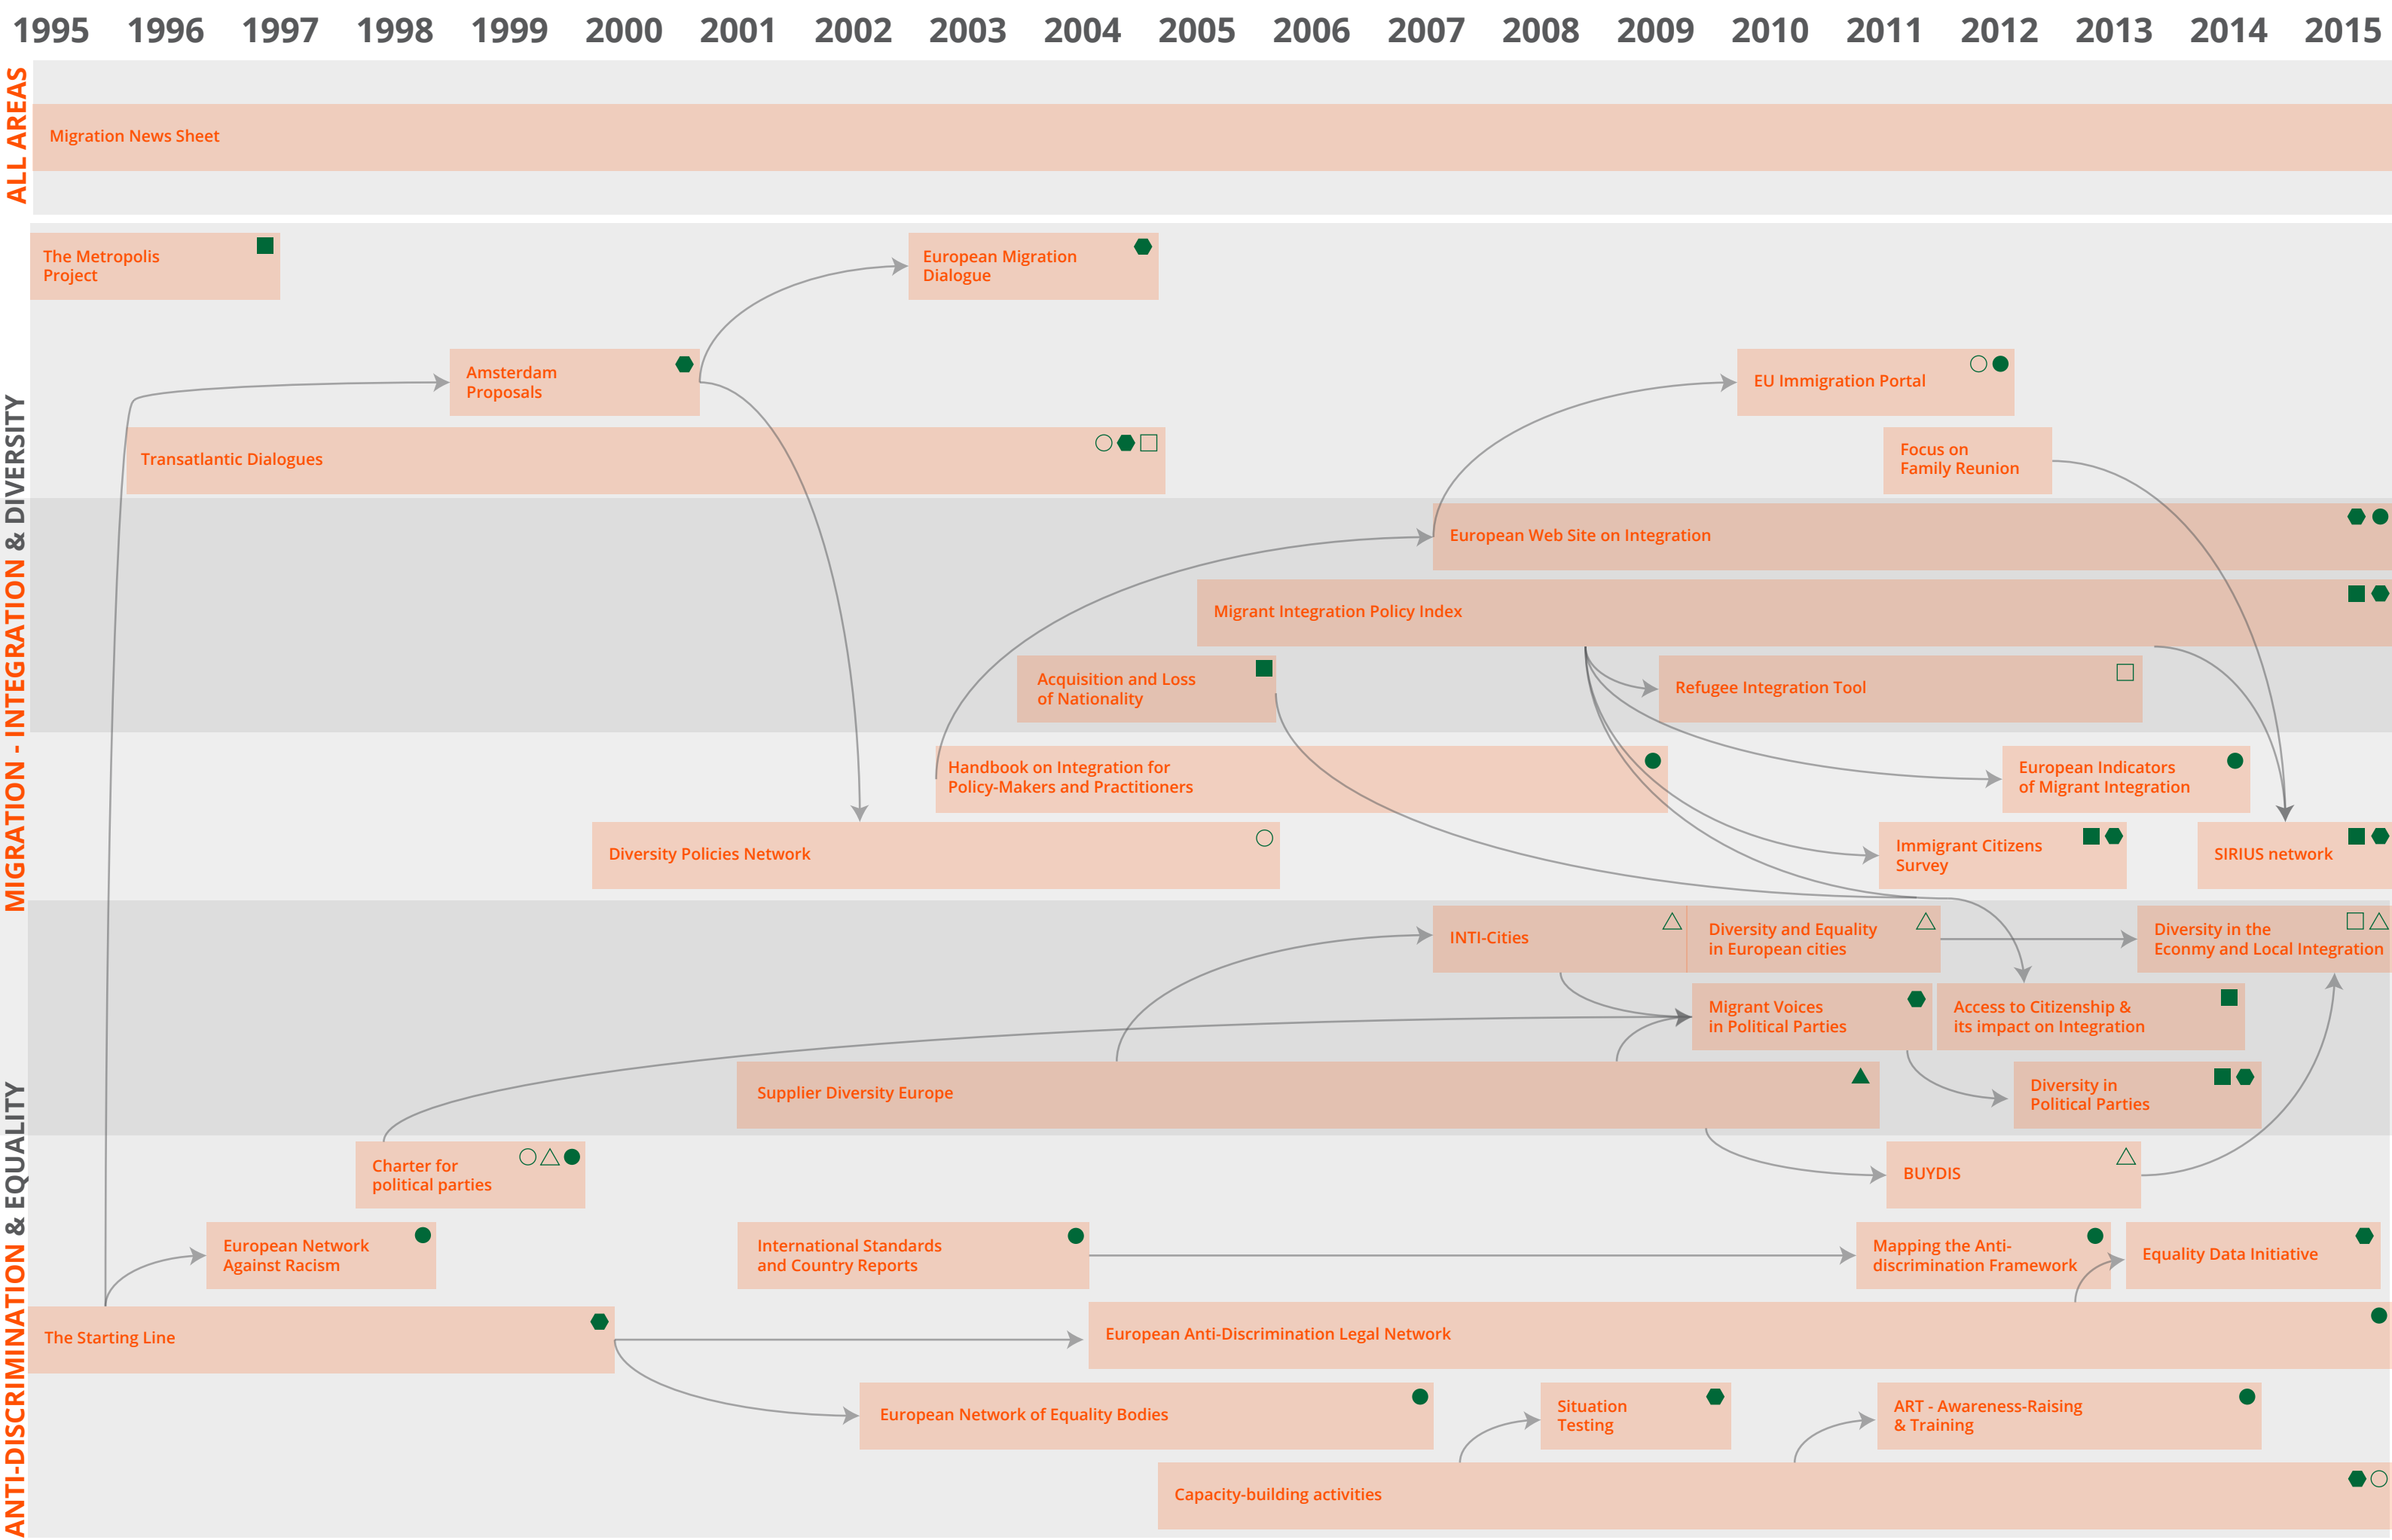 1995 1996 1997 1998 1999 2000 2001 2002 2003 2004 2005 2006 2007 2008 2009 2010 2011 2012 2013 2014 2015
ALL AREAS
Migration News Sheet
MIGRATION - INTEGRATION & DIVERSITY
The Metropolis
Project
European Migration
Dialogue
Amsterdam
Proposals
EU Immigration Portal
Transatlantic Dialogues
Focus on
Family Reunion
European Web Site on Integration
Migrant Integration Policy Index
Acquisition and Loss
of Nationality
Refugee Integration Tool
Handbook on Integration for
Policy-Makers and Practitioners
European Indicators
of Migrant Integration
Diversity Policies Network
Immigrant Citizens
Survey
SIRIUS network
ANTI-DISCRIMINATION & EQUALITY
INTI-Cities
Diversity and Equality
in European cities
Diversity in the
Econmy and Local Integration
Migrant Voices
in Political Parties
Access to Citizenship &
its impact on Integration
Supplier Diversity Europe
Diversity in
Political Parties
Charter for
political parties
BUYDIS
European Network
Against Racism
International Standards
and Country Reports
Mapping the Anti-
discrimination Framework
Equality Data Initiative
The Starting Line
European Anti-Discrimination Legal Network
European Network of Equality Bodies
Situation
Testing
ART - Awareness-Raising
& Training
Capacity-building activities